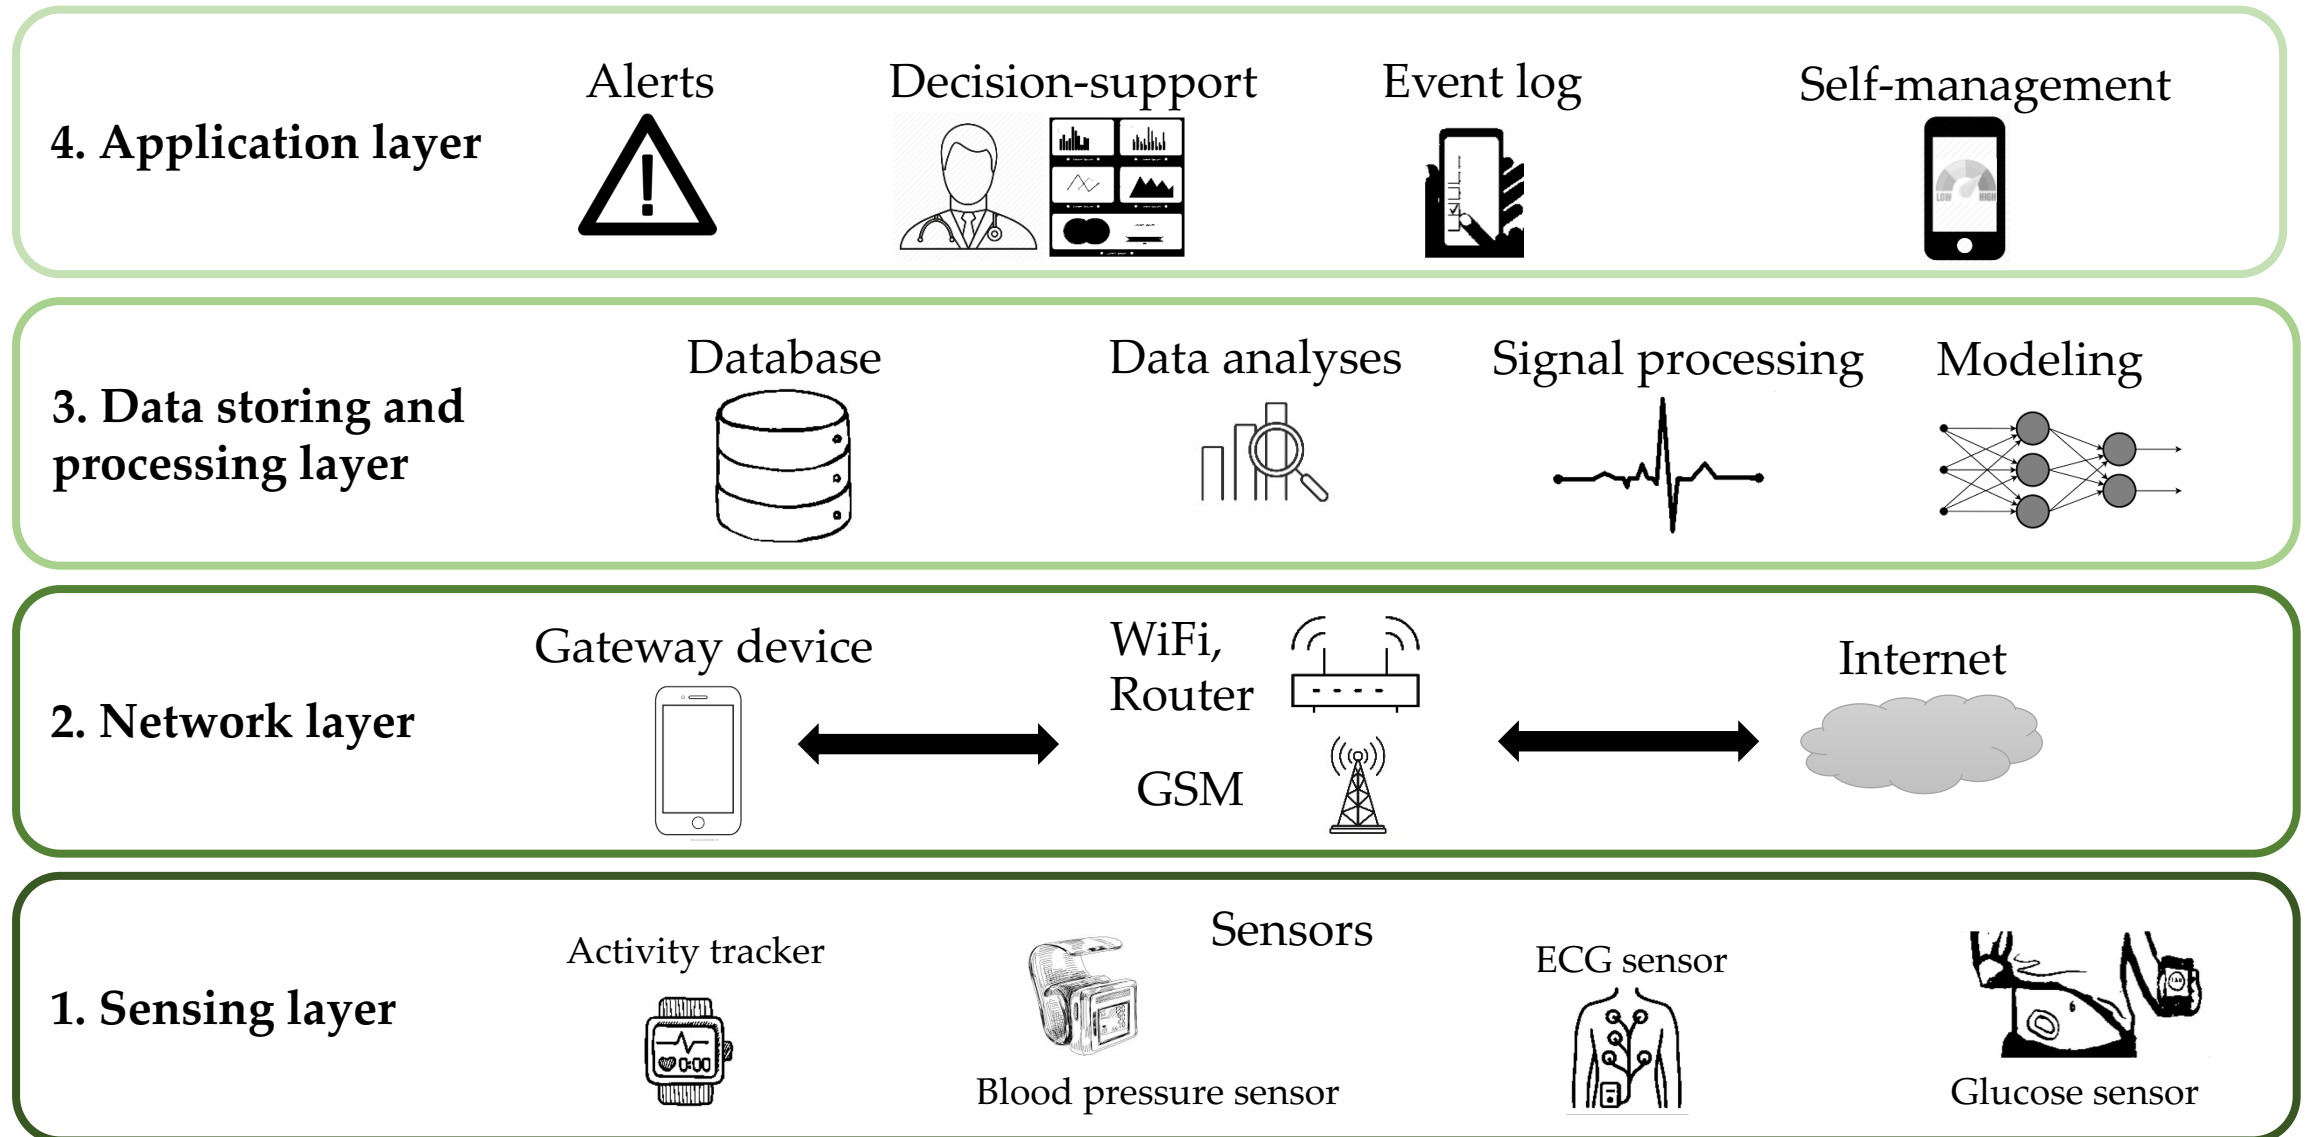 Alerts
Decision-support
Event log
Self-management
4. Application layer
LOW
HIGH
Database
Data analyses
Signal processing
Modeling
3. Data storing and
processing layer
Gateway device
WiFi,
Router
Internet
2. Network layer
GSM
Sensors
Activity tracker
ECG sensor
1. Sensing layer
Blood pressure sensor
Glucose sensor